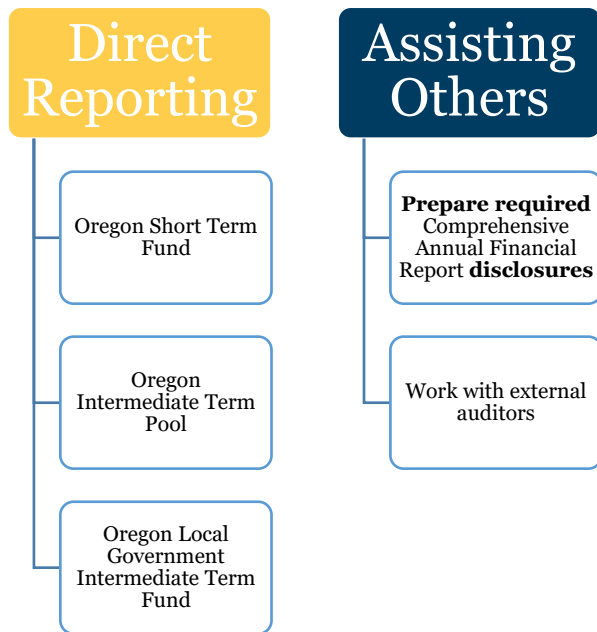 Direct
Reporting
Oregon Short Term
Fund
Oregon
Intermediate Term
Pool
Oregon Local
Government
Intermediate Term
Fund
Assisting
Others
Prepare required
Comprehensive
Annual Financial
Report disclosures
Work with external
auditors